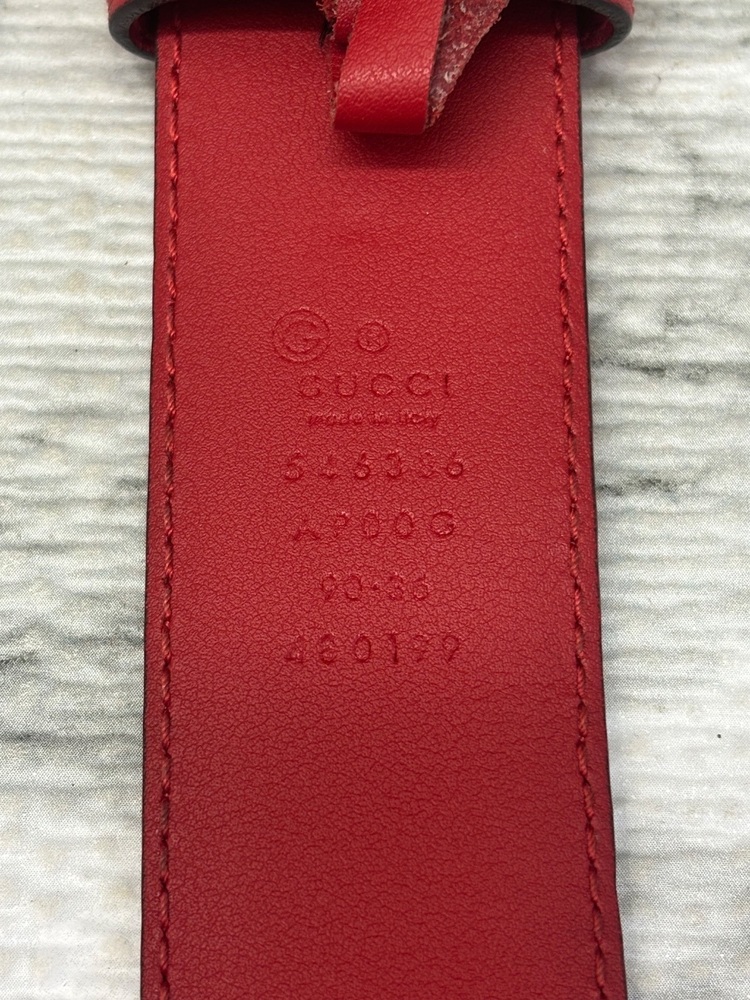 G ®
GUCCI
made in italy
546386
AP00G
90·36
480199